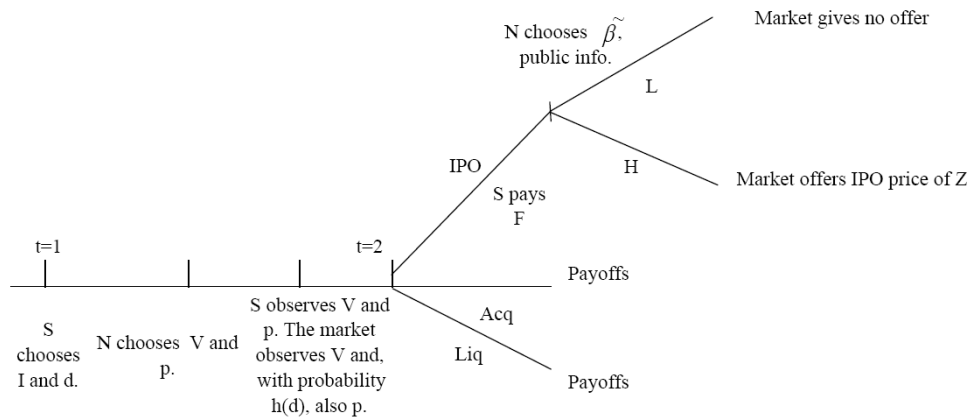 N chooses β̃,
public info.
Market gives no offer
L
IPO
H
Market offers IPO price of Z
S pays
F
t=1
t=2
Payoffs
S
chooses
I and d.
N chooses V and
p.
S observes V and
p. The market
observes V and,
with probability
h(d), also p.
Acq
Liq
Payoffs